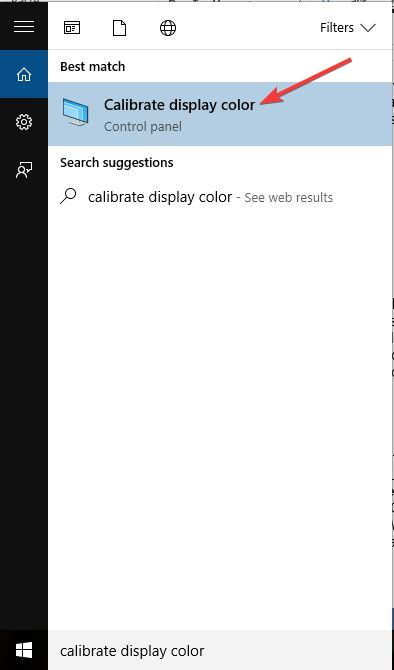 Filters
Best match
Calibrate display color
Control panel
Search suggestions
calibrate display color - See web results
calibrate display color